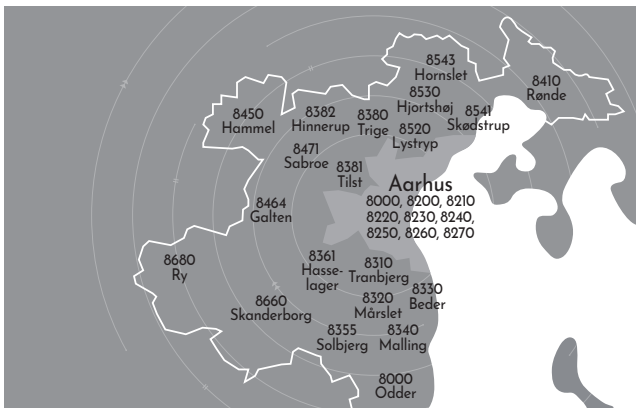 8543
Hornslet
8410
Rønde
8530
Hjortshøj
8450
Hammel
8382
Hinnerup
8380
Trige
8541
Skødstrup
8520
Lystryp
8471
Sabroe
8381
Tilst
Aarhus
8000, 8200, 8210
8220, 8230, 8240,
8250, 8260, 8270
8464
Galten
8680
Ry
8361
Hasse-
lager
8310
Tranbjerg
8330
Beder
8660
Skanderborg
8320
Mårslet
8355
Solbjerg
8340
Malling
8000
Odder